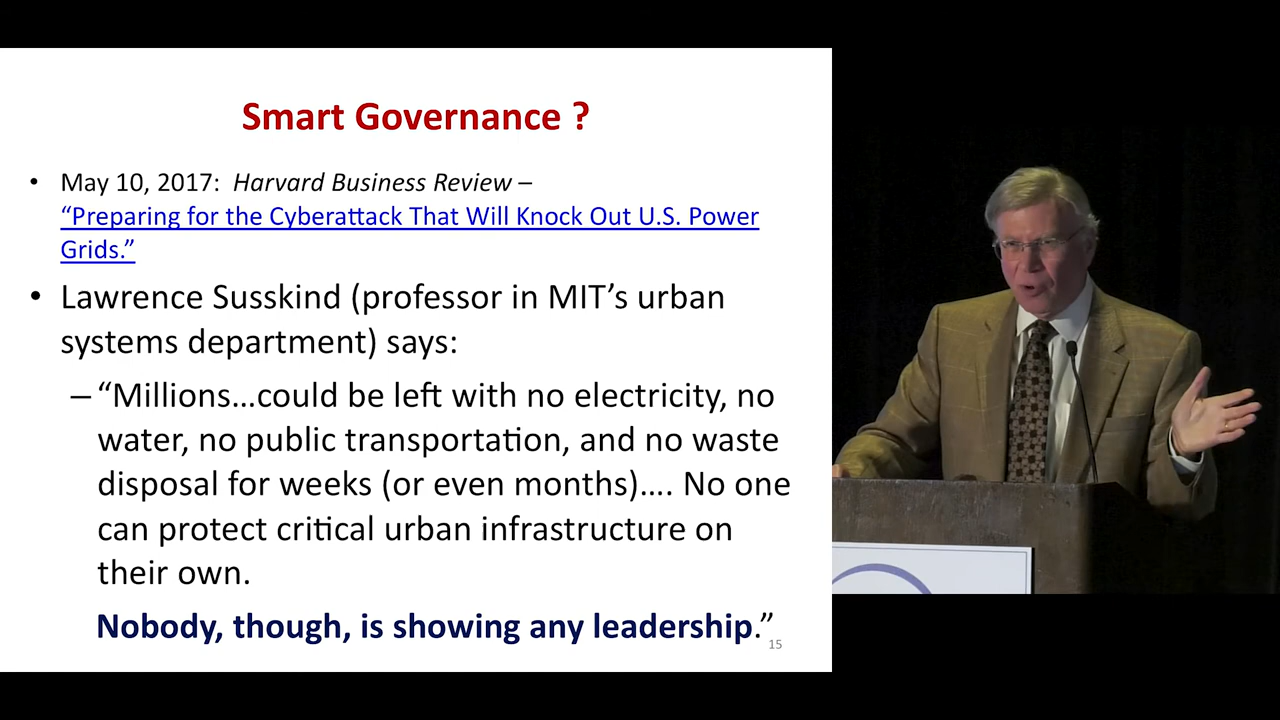 Smart Governance ?
• May 10, 2017: Harvard Business Review –
“Preparing for the Cyberattack That Will Knock Out U.S. Power
Grids.”
• Lawrence Susskind (professor in MIT’s urban
systems department) says:
– “Millions...could be left with no electricity, no
water, no public transportation, and no waste
disposal for weeks (or even months).... No one
can protect critical urban infrastructure on
their own.
Nobody, though, is showing any leadership.”
15